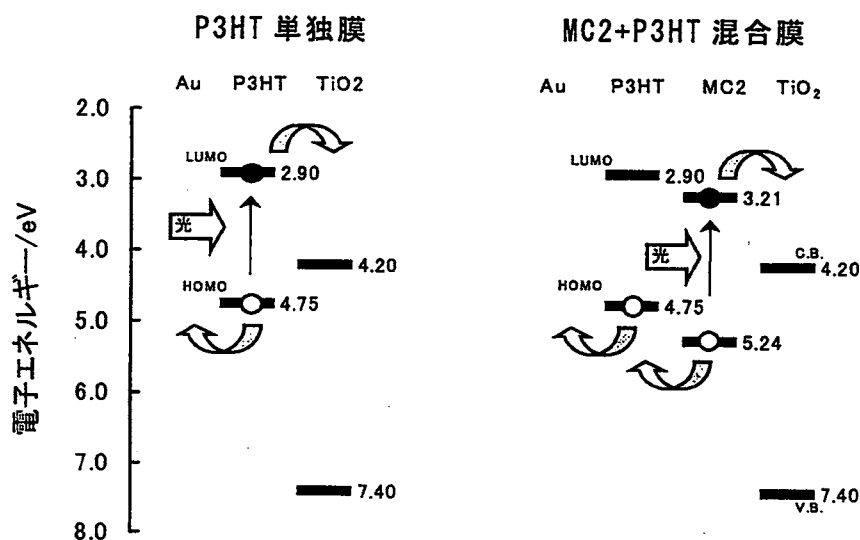 P3HT 単独膜
MC2+P3HT 混合膜
Au P3HT TiO2
Au P3HT MC2 TiO₂
電子エネルギー/eV
2.0
3.0
4.0
5.0
6.0
7.0
8.0
LUMO
2.90
光
4.20
HOMO
4.75
7.40
LUMO
2.90
3.21
光
C.B.
4.20
HOMO
4.75
5.24
7.40
V.B.